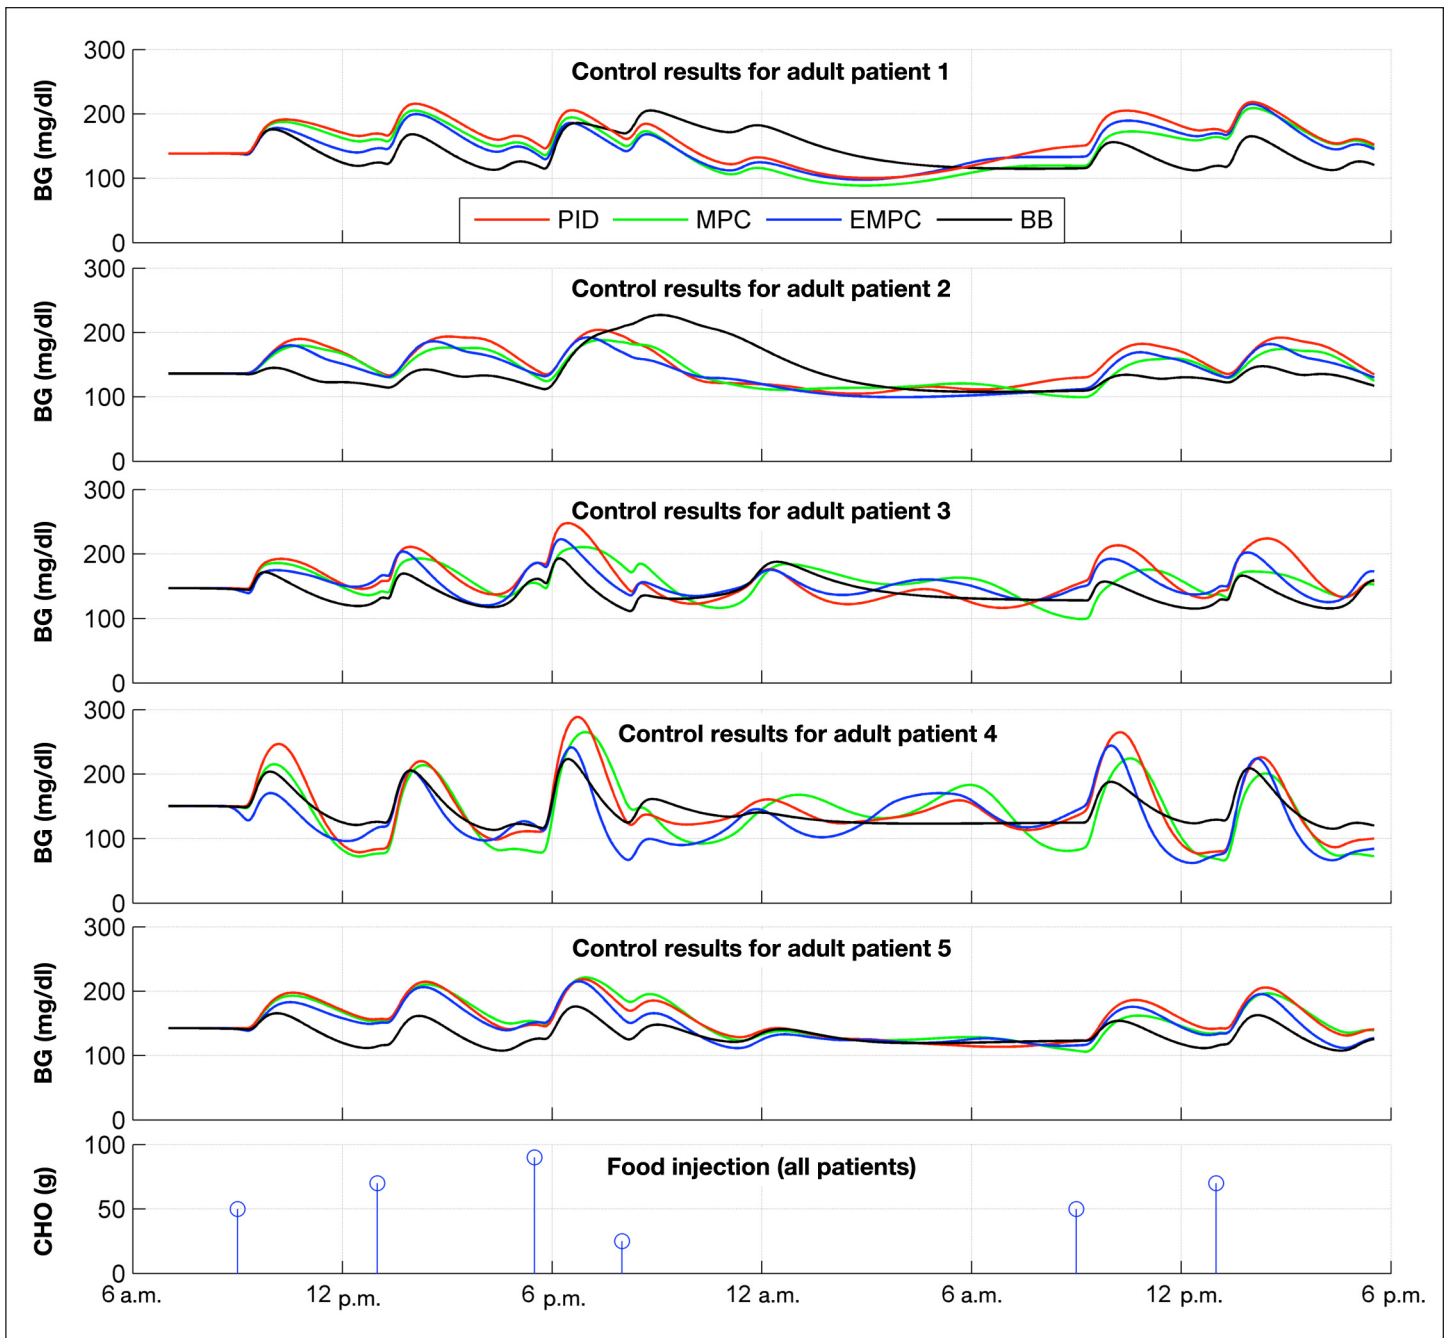 Control results for adult patient 1
BG (mg/dl)
300
200
100
0
PID MPC EMPC BB
Control results for adult patient 2
BG (mg/dl)
300
200
100
0
Control results for adult patient 3
BG (mg/dl)
300
200
100
0
Control results for adult patient 4
BG (mg/dl)
300
200
100
0
Control results for adult patient 5
BG (mg/dl)
300
200
100
0
Food injection (all patients)
CHO (g)
100
50
0
6 a.m. 12 p.m. 6 p.m. 12 a.m. 6 a.m. 12 p.m. 6 p.m.